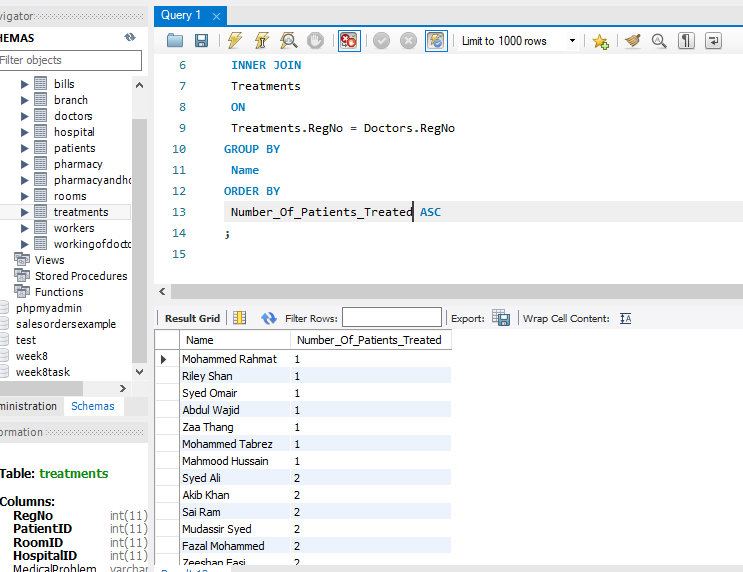 vigator
Query 1
HEMAS
Filter objects
bills
branch
doctors
hospital
patients
pharmacy
pharmacyandho
rooms
treatments
workers
workingofdocto
Views
Stored Procedures
Functions
phpmyadmin
salesordersexample
test
week8
week8task
ministration Schemas
formation
Table: treatments
Columns:
RegNo int(11)
PatientID int(11)
RoomID int(11)
HospitalID int(11)
MedicalProblem varchar
Limit to 1000 rows
6 INNER JOIN
7 Treatments
8 ON
9 Treatments.RegNo = Doctors.RegNo
10 GROUP BY
11 Name
12 ORDER BY
13 Number_Of_Patients_Treated ASC
14 ;
15
Result Grid Filter Rows: Export: Wrap Cell Content:
Name Number_Of_Patients_Treated
Mohammed Rahmat 1
Riley Shan 1
Syed Omair 1
Abdul Wajid 1
Zaa Thang 1
Mohammed Tabrez 1
Mahmood Hussain 1
Syed Ali 2
Akib Khan 2
Sai Ram 2
Mudassir Syed 2
Fazal Mohammed 2
Zeeshan Fasi 2